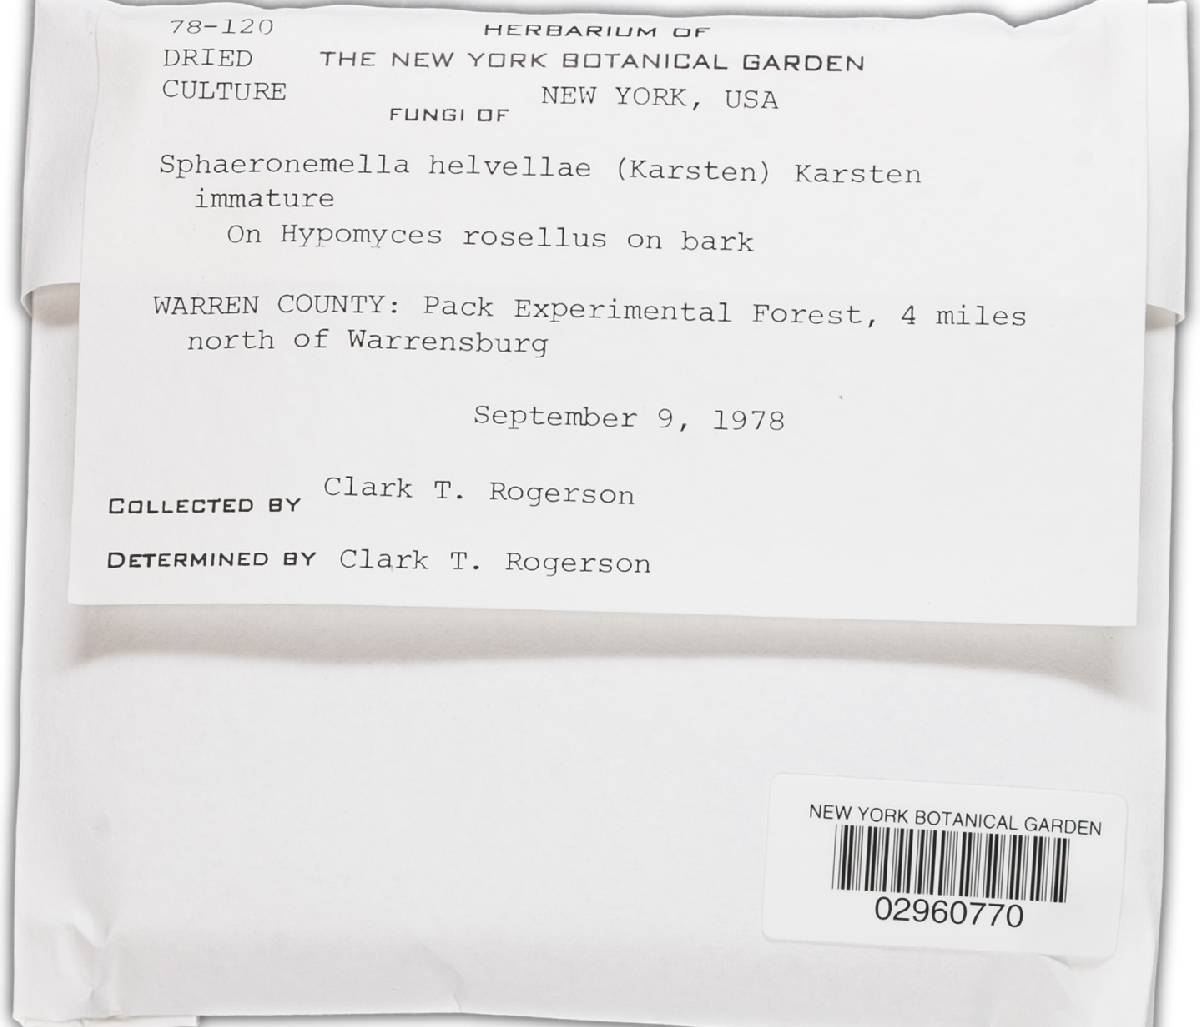 78-120 HERBARIUM OF
DRIED THE NEW YORK BOTANICAL GARDEN
CULTURE NEW YORK, USA
FUNGI OF
Sphaeronemella helvellae (Karsten) Karsten
immature
On Hypomyces rosellus on bark
WARREN COUNTY: Pack Experimental Forest, 4 miles
north of Warrensburg
September 9, 1978
COLLECTED BY Clark T. Rogerson
DETERMINED BY Clark T. Rogerson
NEW YORK BOTANICAL GARDEN
02960770